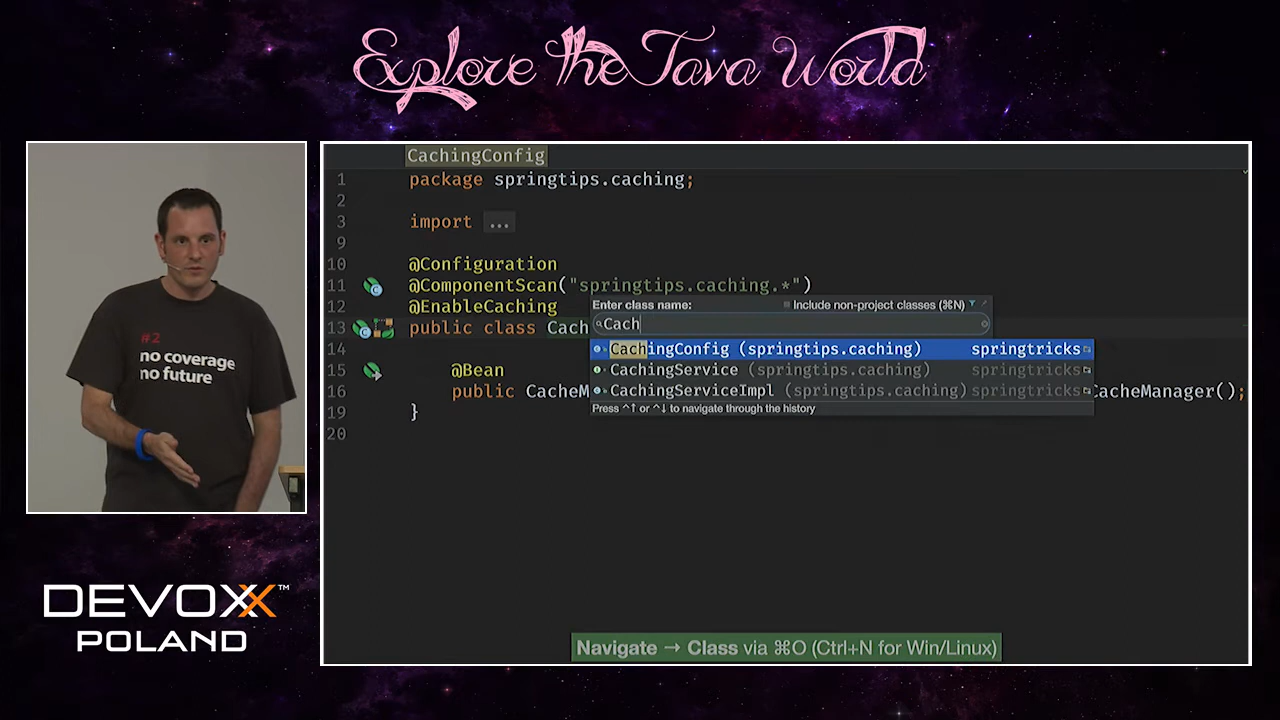 Explore the Java World
#2
no coverage
no future
DEVOXX™
POLAND
CachingConfig
1 package springtips.caching;
2
3 import ...
9
10 @Configuration
11 @ComponentScan("springtips.caching.*")
12 @EnableCaching
13 public class Cach
14
15 @Bean
16 public CacheM CacheManager();
19 }
20
Enter class name: Include non-project classes (⌘N)
Cach
CachingConfig (springtips.caching) springtricks
CachingService (springtips.caching) springtricks
CachingServiceImpl (springtips.caching) springtricks
Press ^↑ or ^↓ to navigate through the history
Navigate → Class via ⌘O (Ctrl+N for Win/Linux)